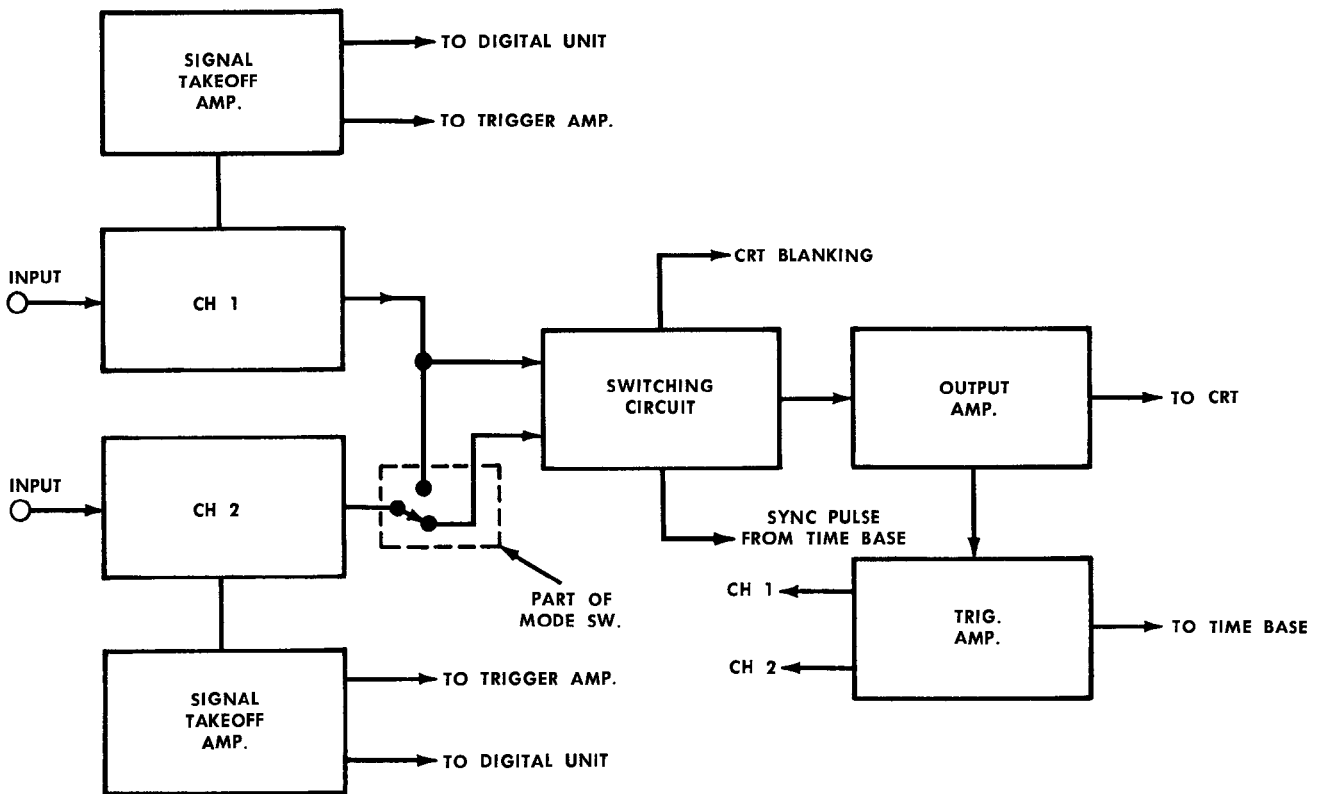 SIGNAL
TAKEOFF
AMP.
TO DIGITAL UNIT
TO TRIGGER AMP.
INPUT
CH 1
CRT BLANKING
SWITCHING
CIRCUIT
OUTPUT
AMP.
TO CRT
INPUT
CH 2
SYNC PULSE
FROM TIME BASE
PART OF
MODE SW.
CH 1
CH 2
TRIG.
AMP.
TO TIME BASE
SIGNAL
TAKEOFF
AMP.
TO TRIGGER AMP.
TO DIGITAL UNIT